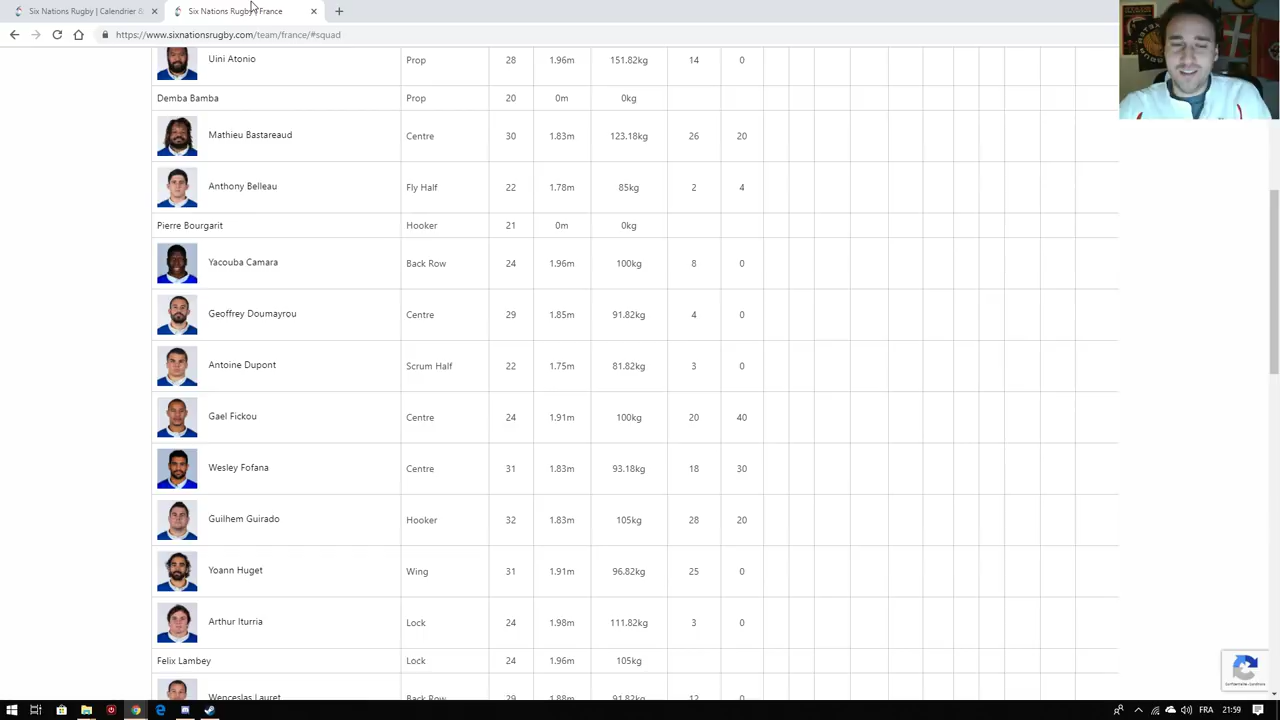 Six Nations Rugby | Calendrier &
Six Nations Rugby | France
https://www.sixnationsrugby.com/team/france/#squad
Uini Atonio Prop 28 1.96m 151.82kg 14 0
Demba Bamba Prop 0m 0kg
Mathieu Bastareaud Centre 30 1.83m 123.18kg 26 20
Anthony Belleau Fly Half 22 1.78m 85kg 2 4
Pierre Bourgarit Hooker 21 0m 0kg
Yacouba Camara Back Row 24 1.96m 100kg 8 0
Geoffrey Doumayrou Centre 29 1.85m 91.82kg 4 0
Antoine Dupont Scrum Half 22 1.75m 81.82kg 3 0
Gael Fickou Centre 24 1.91m 100kg 20 40
Wesley Fofana Centre 31 1.83m 93.18kg 18 30
Guilhem Guirado Hooker 32 1.83m 105kg 28 20
Yoann Huget Wing 31 1.91m 96.82kg 25 0
Arthur Iturria Lock 24 1.98m 111.82kg 3 0
Felix Lambey Lock 24 1.96m 105kg
Wenceslas Lauret Back Row 12
FRA 21:59